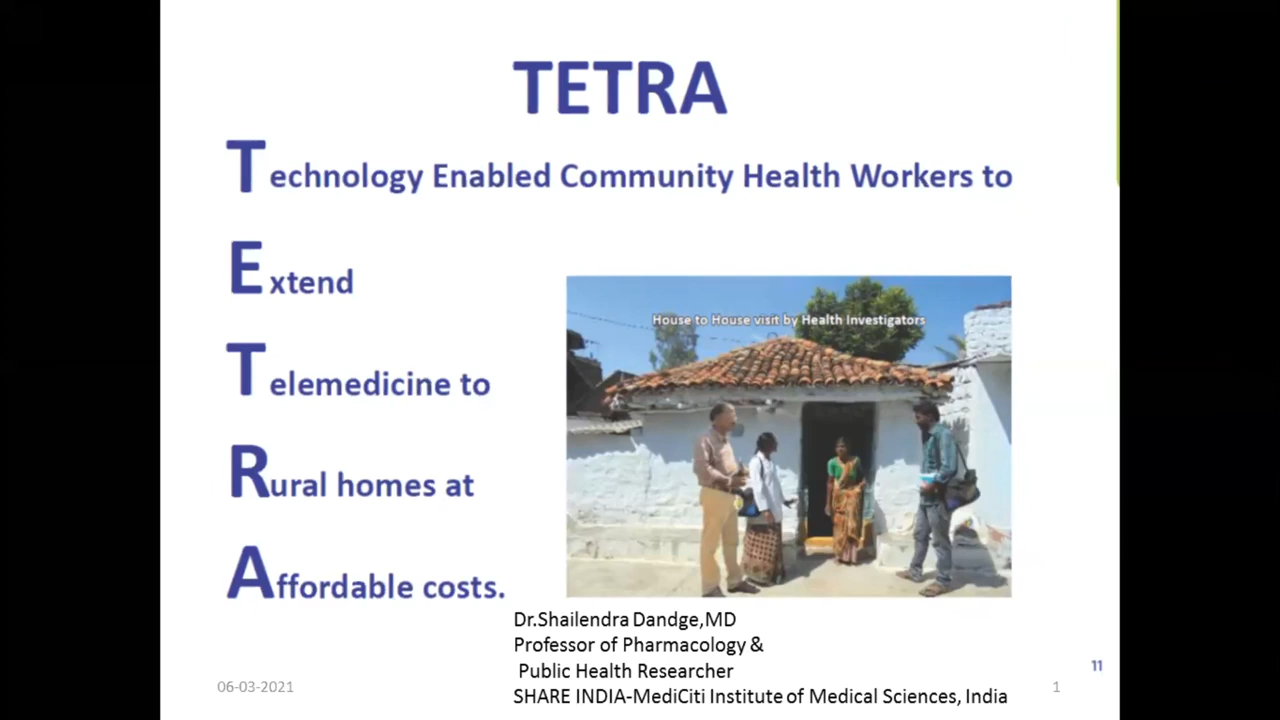 TETRA
Technology Enabled Community Health Workers to
Extend
Telemedicine to
Rural homes at
Affordable costs.
House to House visit by Health Investigators
Dr.Shailendra Dandge,MD
Professor of Pharmacology &
Public Health Researcher
SHARE INDIA-MediCiti Institute of Medical Sciences, India
06-03-2021
11
1